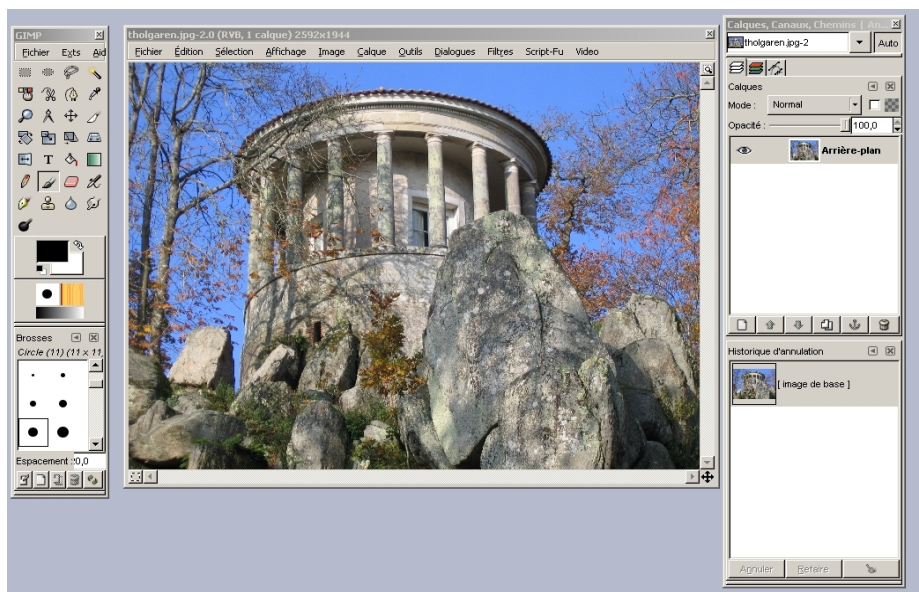 GIMP
Fichier Exts Aid
Brosses
Circle (11) (11 x 11
Espacement : 0,0
tholgaren.jpg-2.0 (RVB, 1 calque) 2592x1944
Fichier Édition Sélection Affichage Image Calque Outils Dialogues Filtres Script-Fu Video
Calques, Canaux, Chemins | An...
tholgaren.jpg-2 Auto
Calques
Mode : Normal
Opacité : 100,0
Arrière-plan
Historique d'annulation
[ image de base ]
Annuler Refaire